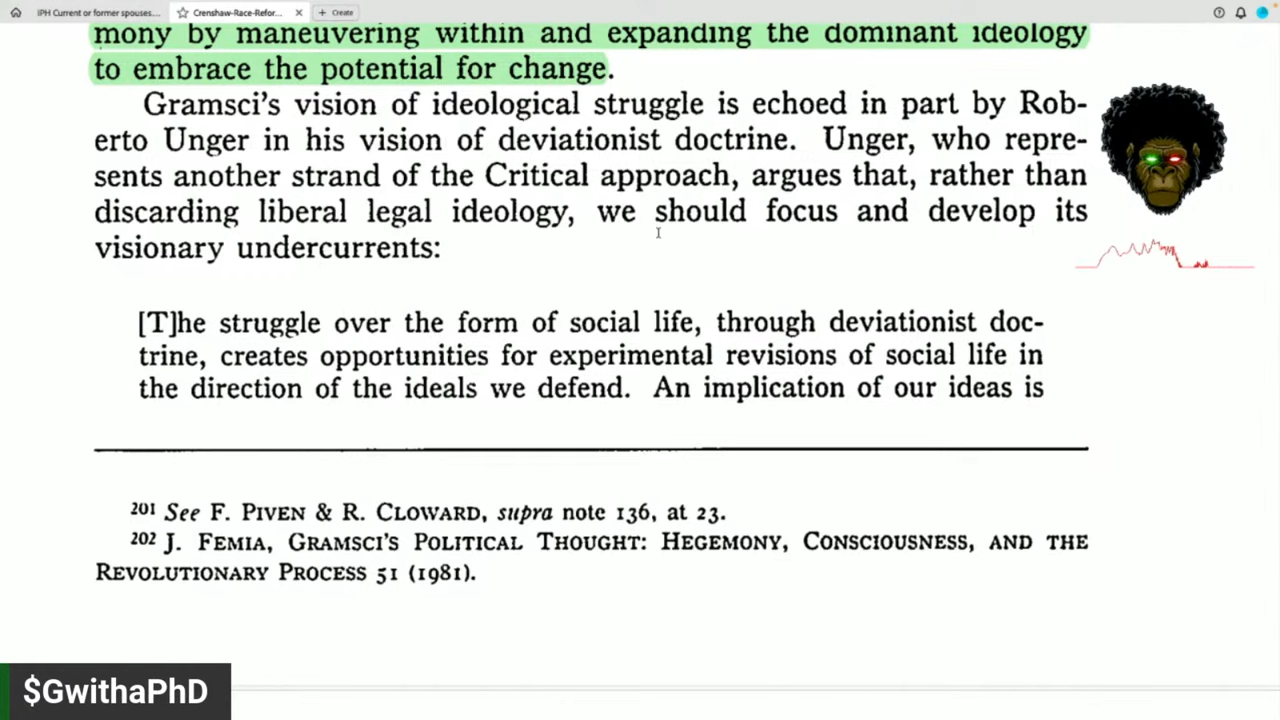 IPH Current or former spouses....
Crenshaw-Race-Refor...
+ Create
mony by maneuvering within and expanding the dominant ideology
to embrace the potential for change.
Gramsci's vision of ideological struggle is echoed in part by Rob-
erto Unger in his vision of deviationist doctrine. Unger, who repre-
sents another strand of the Critical approach, argues that, rather than
discarding liberal legal ideology, we should focus and develop its
visionary undercurrents:
[T]he struggle over the form of social life, through deviationist doc-
trine, creates opportunities for experimental revisions of social life in
the direction of the ideals we defend. An implication of our ideas is
201 See F. PIVEN & R. CLOWARD, supra note 136, at 23.
202 J. FEMIA, GRAMSCI'S POLITICAL THOUGHT: HEGEMONY, CONSCIOUSNESS, AND THE
REVOLUTIONARY PROCESS 51 (1981).
$GwithaPhD